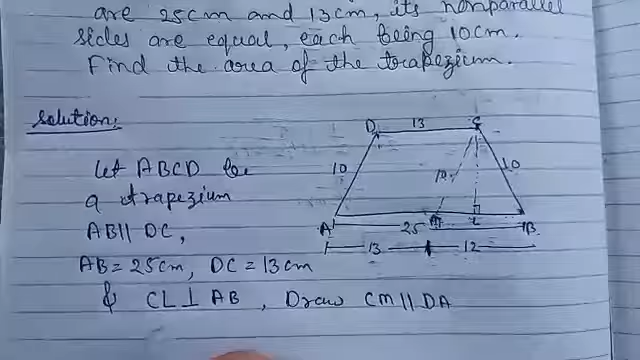 are 25cm and 13cm, its nonparallel
sides are equal, each being 10cm.
Find the area of the trapezium.
Solution:
D 13 C
let ABCD be
10 10 10
a trapezium
A 25 M L B
AB || DC,
13 12
AB = 25cm, DC = 13cm
& CL ⊥ AB, Draw CM || DA